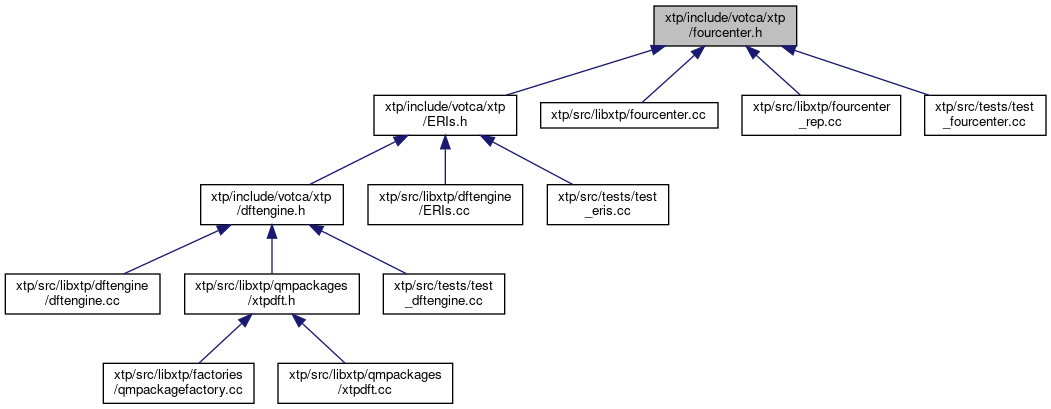 xtp/include/votca/xtp
/fourcenter.h
xtp/include/votca/xtp
/ERIs.h
xtp/src/libxtp/fourcenter.cc
xtp/src/libxtp/fourcenter
_rep.cc
xtp/src/tests/test
_fourcenter.cc
xtp/include/votca/xtp
/dftengine.h
xtp/src/libxtp/dftengine
/ERIs.cc
xtp/src/tests/test
_eris.cc
xtp/src/libxtp/dftengine
/dftengine.cc
xtp/src/libxtp/qmpackages
/xtpdft.h
xtp/src/tests/test
_dftengine.cc
xtp/src/libxtp/factories
/qmpackagefactory.cc
xtp/src/libxtp/qmpackages
/xtpdft.cc